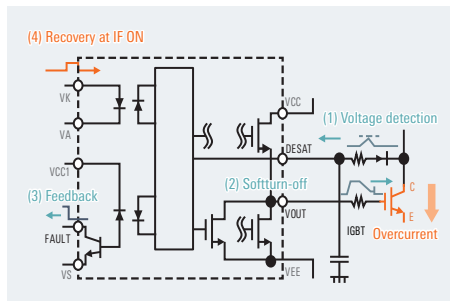 (4) Recovery at IF ON
VK
VCC
VA
(1) Voltage detection
DESAT
VCC1
(3) Feedback
(2) Softturn-off
C
VOUT
E
FAULT
IGBT
Overcurrent
VS
VEE